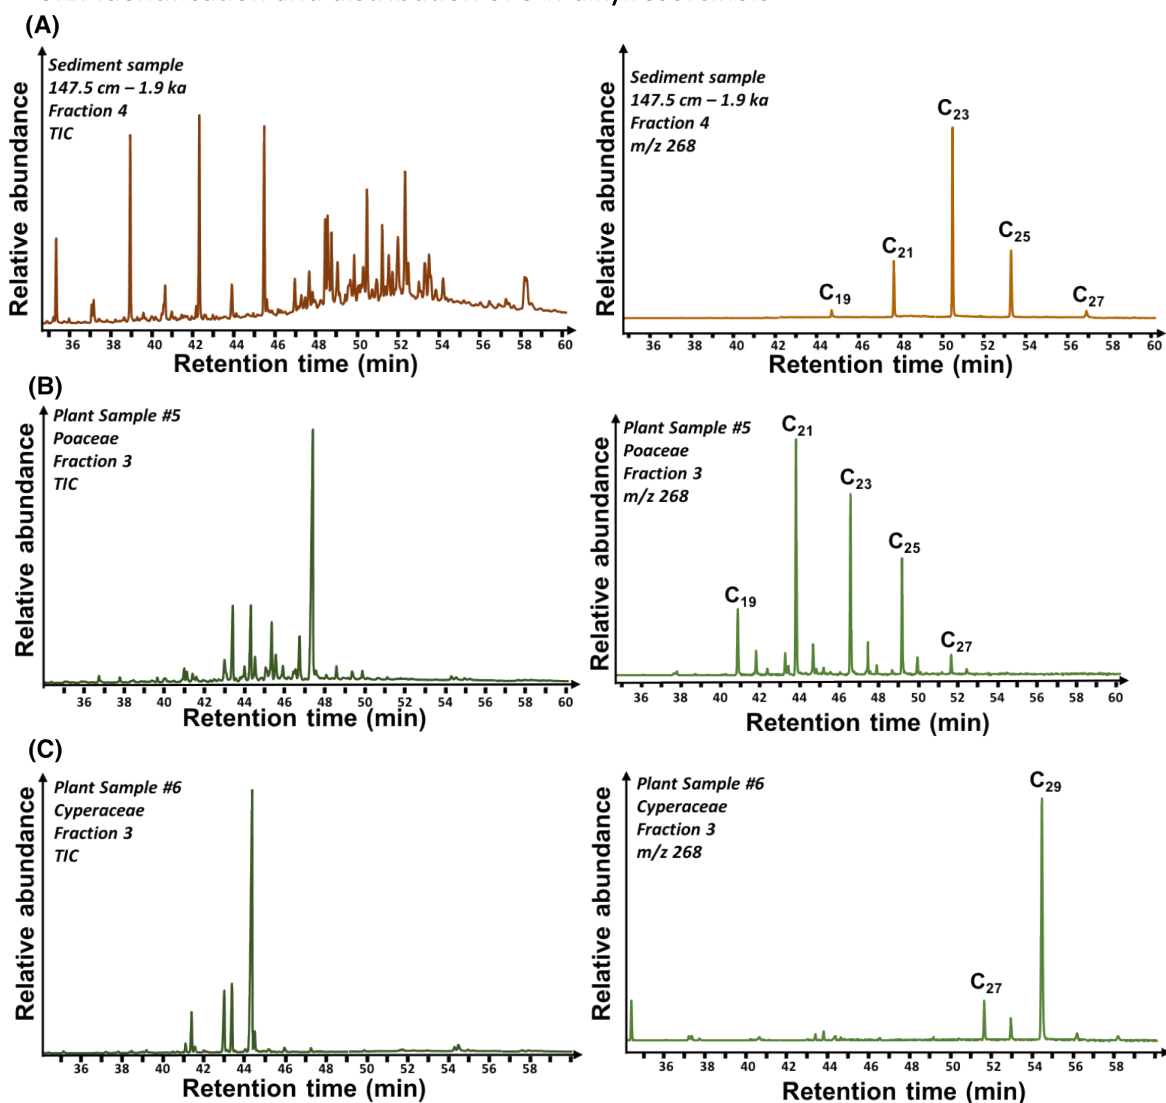 (A)
Sediment sample
147.5 cm – 1.9 ka
Fraction 4
TIC
Relative abundance
36 38 40 42 44 46 48 50 52 54 56 58 60
Retention time (min)
Sediment sample
147.5 cm – 1.9 ka
Fraction 4
m/z 268
Relative abundance
C19
C21
C23
C25
C27
36 38 40 42 44 46 48 50 52 54 56 58 60
Retention time (min)
(B)
Plant Sample #5
Poaceae
Fraction 3
TIC
Relative abundance
36 38 40 42 44 46 48 50 52 54 56 58 60
Retention time (min)
Plant Sample #5
Poaceae
Fraction 3
m/z 268
Relative abundance
C19
C21
C23
C25
C27
36 38 40 42 44 46 48 50 52 54 56 58 60
Retention time (min)
(C)
Plant Sample #6
Cyperaceae
Fraction 3
TIC
Relative abundance
36 38 40 42 44 46 48 50 52 54 56 58
Retention time (min)
Plant Sample #6
Cyperaceae
Fraction 3
m/z 268
Relative abundance
C27
C29
36 38 40 42 44 46 48 50 52 54 56 58
Retention time (min)